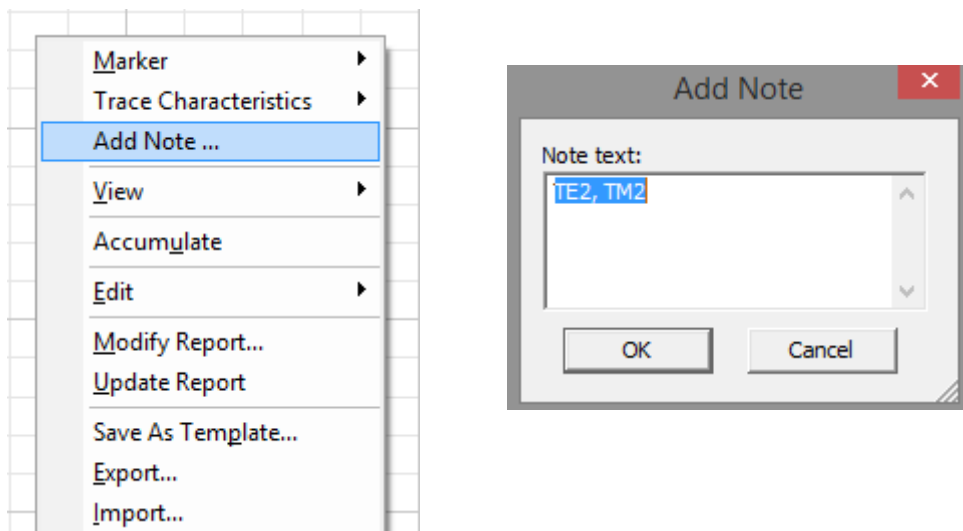 Marker
Trace Characteristics
Add Note ...
View
Accumulate
Edit
Modify Report...
Update Report
Save As Template...
Export...
Import...
Add Note
Note text:
TE2, TM2
OK
Cancel